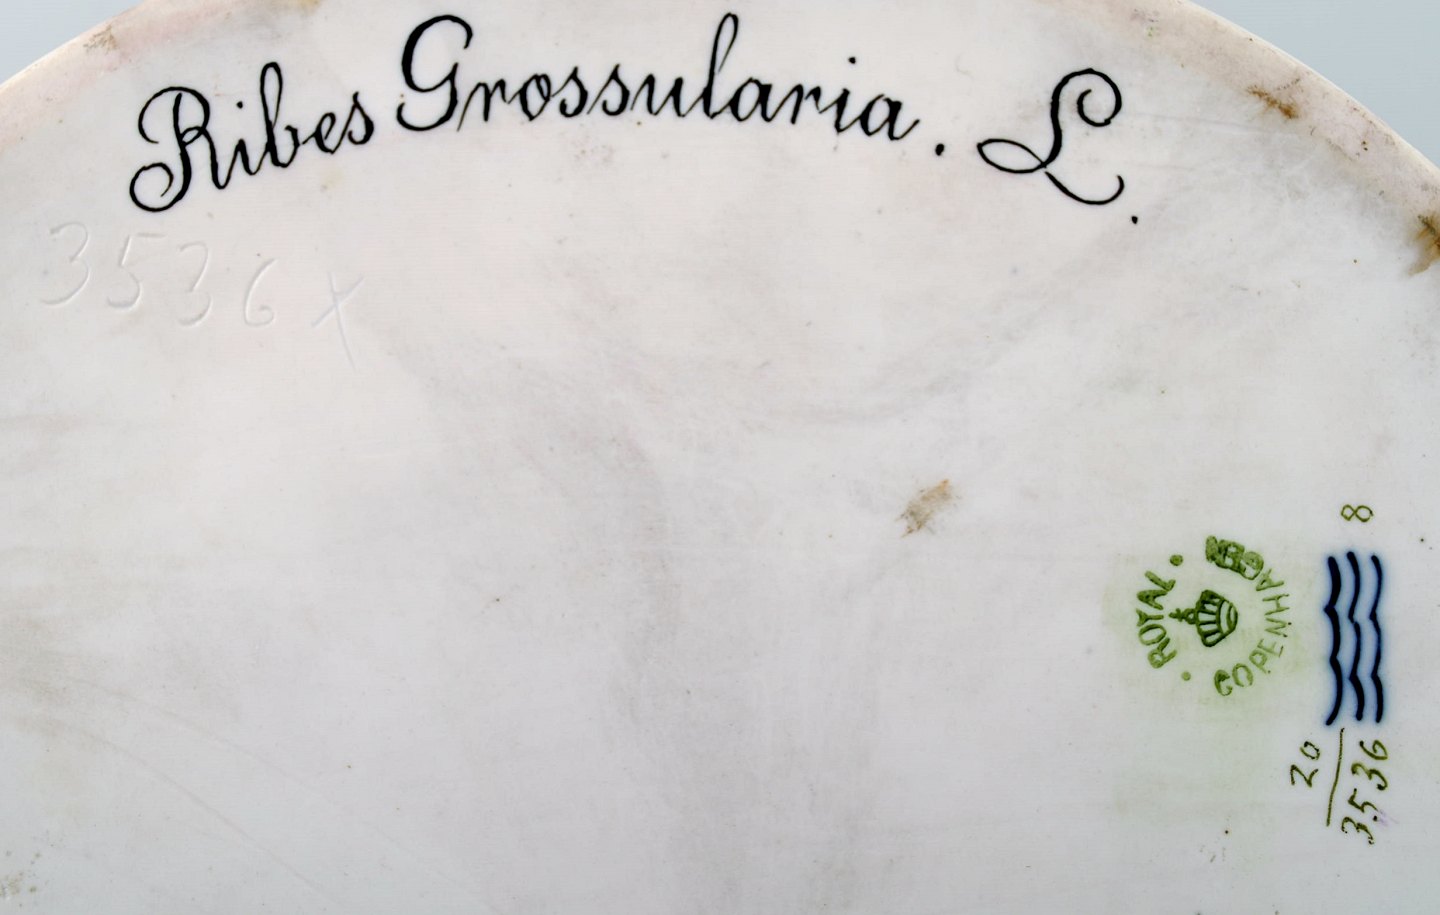 Ribes Grossularia. L.
3536 x
8
ROYAL
COPENHAGEN
20
3536